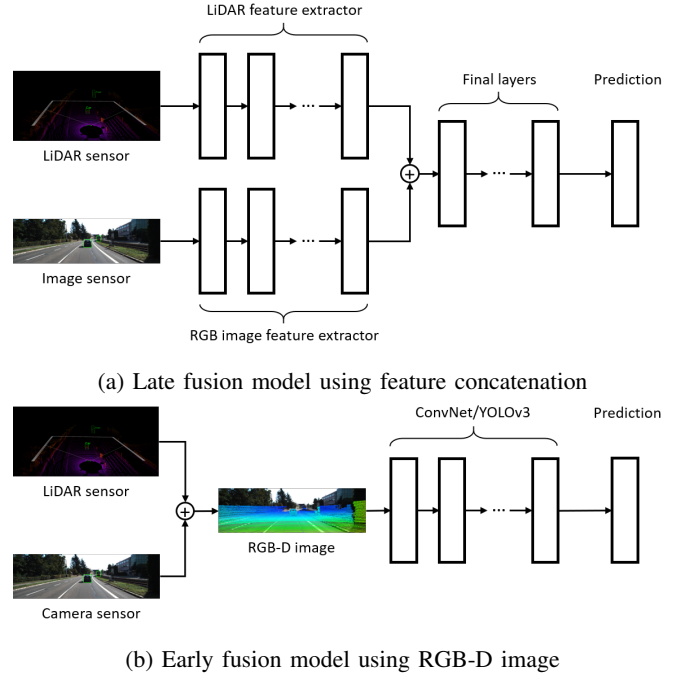 LiDAR feature extractor
Final layers
Prediction
LiDAR sensor
Image sensor
RGB image feature extractor
(a) Late fusion model using feature concatenation
ConvNet/YOLOv3
Prediction
LiDAR sensor
RGB-D image
Camera sensor
(b) Early fusion model using RGB-D image